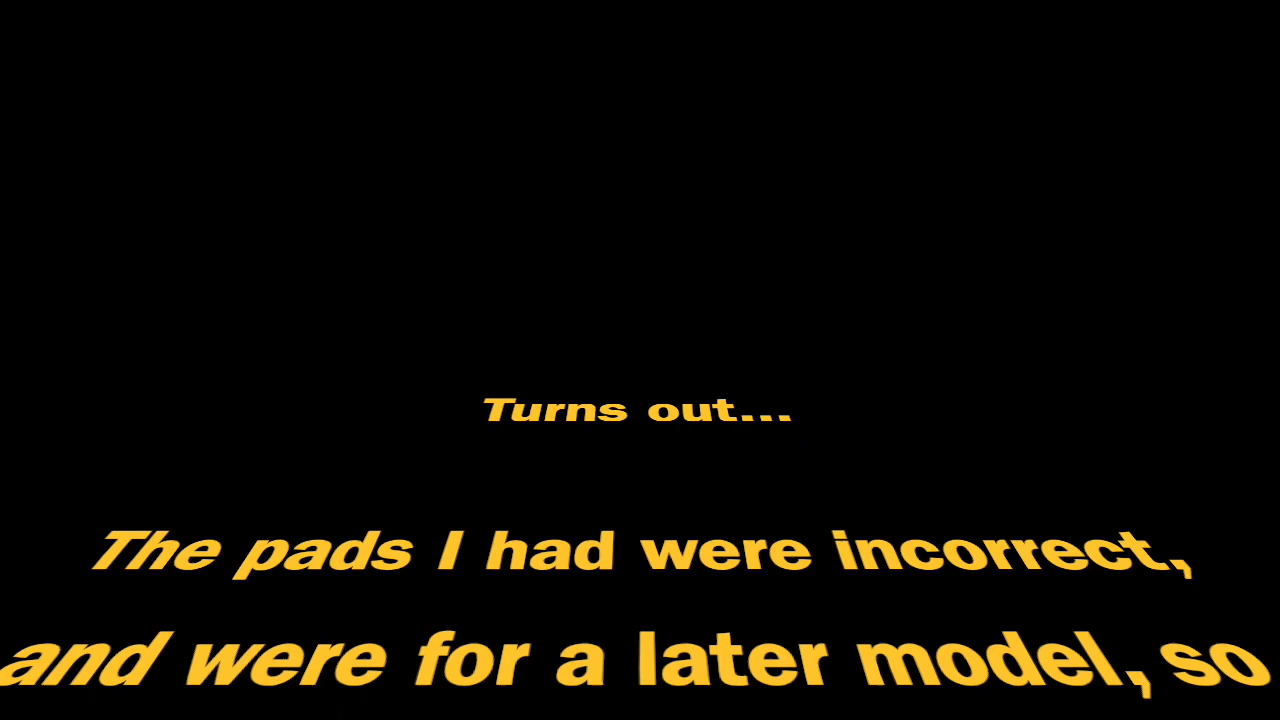 Turns out...
The pads I had were incorrect,
and were for a later model, so